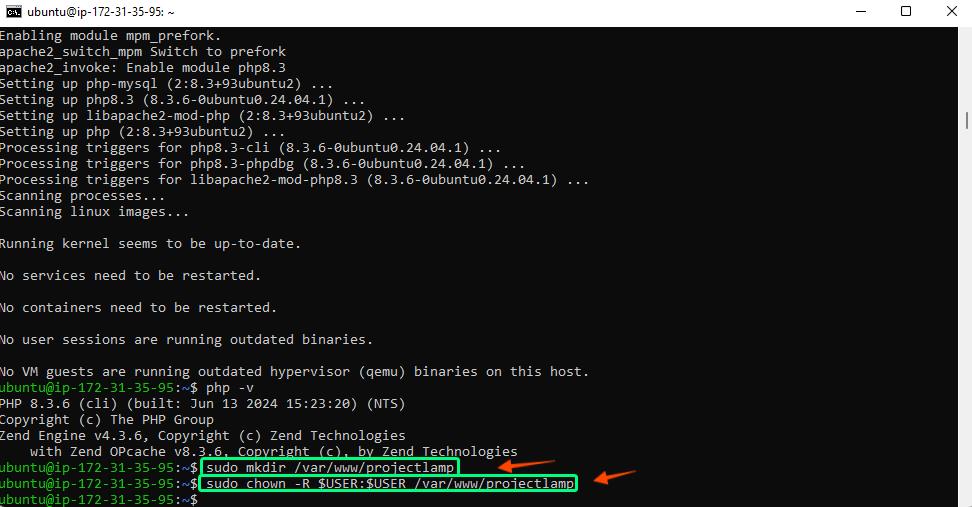 ubuntu@ip-172-31-35-95: ~
Enabling module mpm_prefork.
apache2_switch_mpm Switch to prefork
apache2_invoke: Enable module php8.3
Setting up php-mysql (2:8.3+93ubuntu2) ...
Setting up php8.3 (8.3.6-0ubuntu0.24.04.1) ...
Setting up libapache2-mod-php (2:8.3+93ubuntu2) ...
Setting up php (2:8.3+93ubuntu2) ...
Processing triggers for php8.3-cli (8.3.6-0ubuntu0.24.04.1) ...
Processing triggers for php8.3-phpdbg (8.3.6-0ubuntu0.24.04.1) ...
Processing triggers for libapache2-mod-php8.3 (8.3.6-0ubuntu0.24.04.1) ...
Scanning processes...
Scanning linux images...
Running kernel seems to be up-to-date.
No services need to be restarted.
No containers need to be restarted.
No user sessions are running outdated binaries.
No VM guests are running outdated hypervisor (qemu) binaries on this host.
ubuntu@ip-172-31-35-95:~$ php -v
PHP 8.3.6 (cli) (built: Jun 13 2024 15:23:20) (NTS)
Copyright (c) The PHP Group
Zend Engine v4.3.6, Copyright (c) Zend Technologies
    with Zend OPcache v8.3.6, Copyright (c), by Zend Technologies
ubuntu@ip-172-31-35-95:~$ sudo mkdir /var/www/projectlamp
ubuntu@ip-172-31-35-95:~$ sudo chown -R $USER:$USER /var/www/projectlamp
ubuntu@ip-172-31-35-95:~$